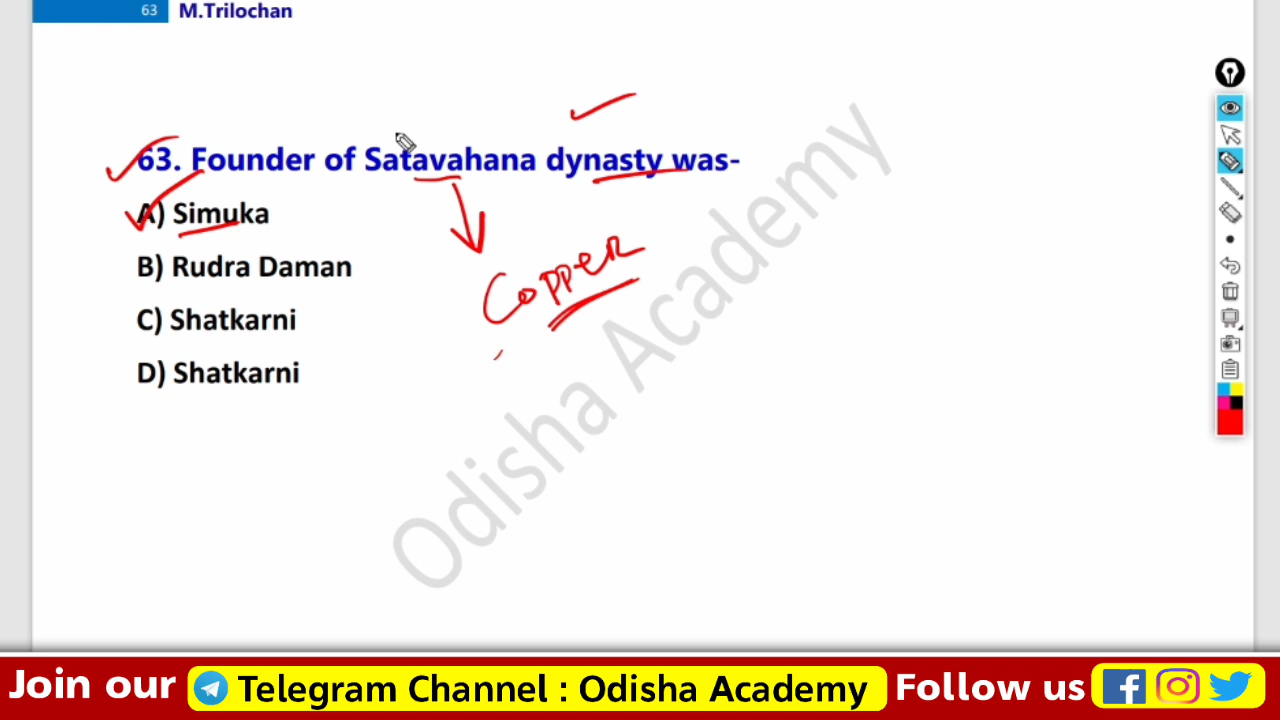 63 M.Trilochan
63. Founder of Satavahana dynasty was-
A) Simuka
B) Rudra Daman
Copper
C) Shatkarni
D) Shatkarni
Odisha Academy
Join our Telegram Channel : Odisha Academy Follow us